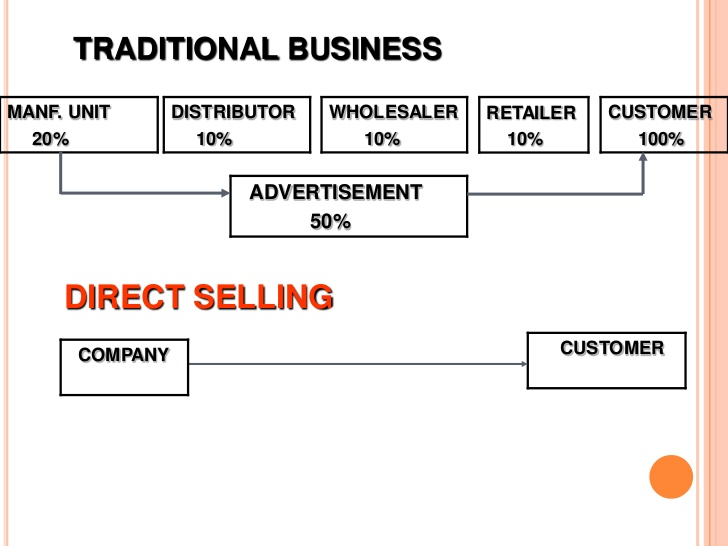 TRADITIONAL BUSINESS
MANF. UNIT
20%
DISTRIBUTOR
10%
WHOLESALER
10%
RETAILER
10%
CUSTOMER
100%
ADVERTISEMENT
50%
DIRECT SELLING
COMPANY
CUSTOMER